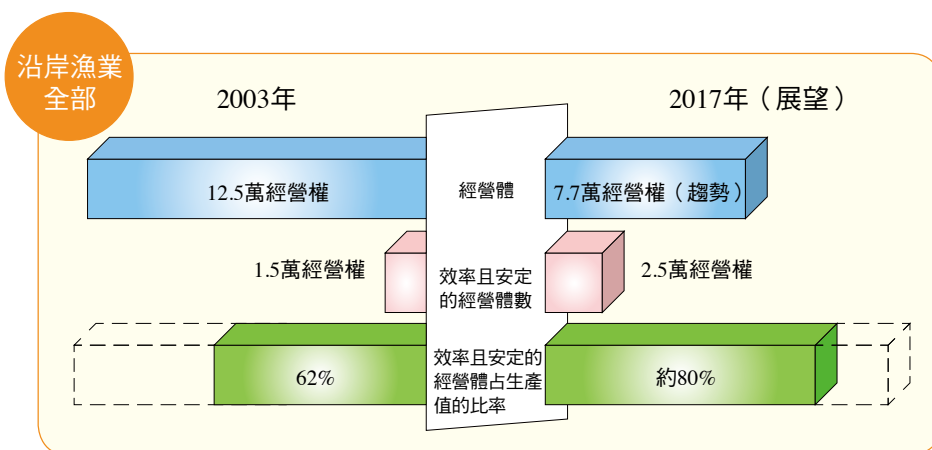 沿岸漁業
全部
2003年
2017年（展望）
12.5萬經營權
經營體
7.7萬經營權（趨勢）
1.5萬經營權
效率且安定
的經營體數
2.5萬經營權
62%
效率且安定的
經營體占生產
值的比率
約80%